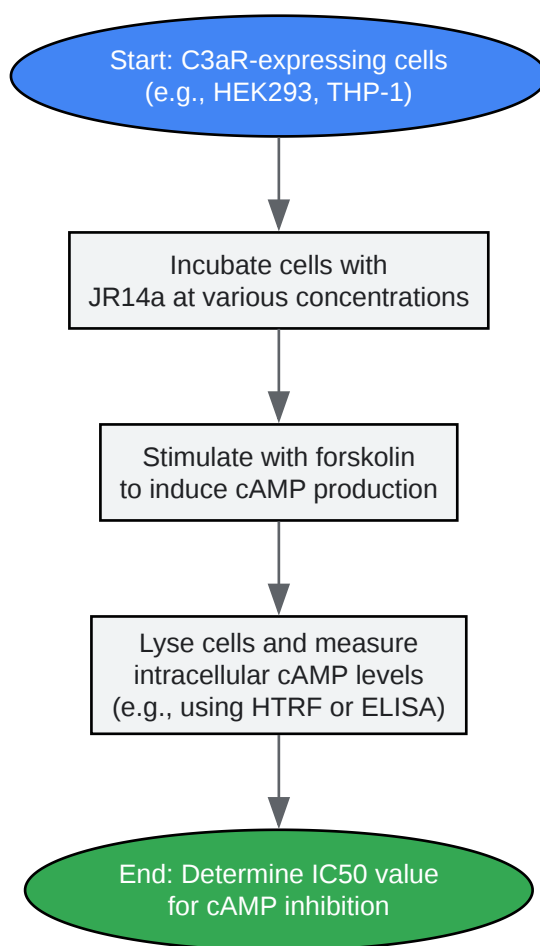 Start: C3aR-expressing cells
(e.g., HEK293, THP-1)
Incubate cells with
JR14a at various concentrations
Stimulate with forskolin
to induce cAMP production
Lyse cells and measure
intracellular cAMP levels
(e.g., using HTRF or ELISA)
End: Determine IC50 value
for cAMP inhibition